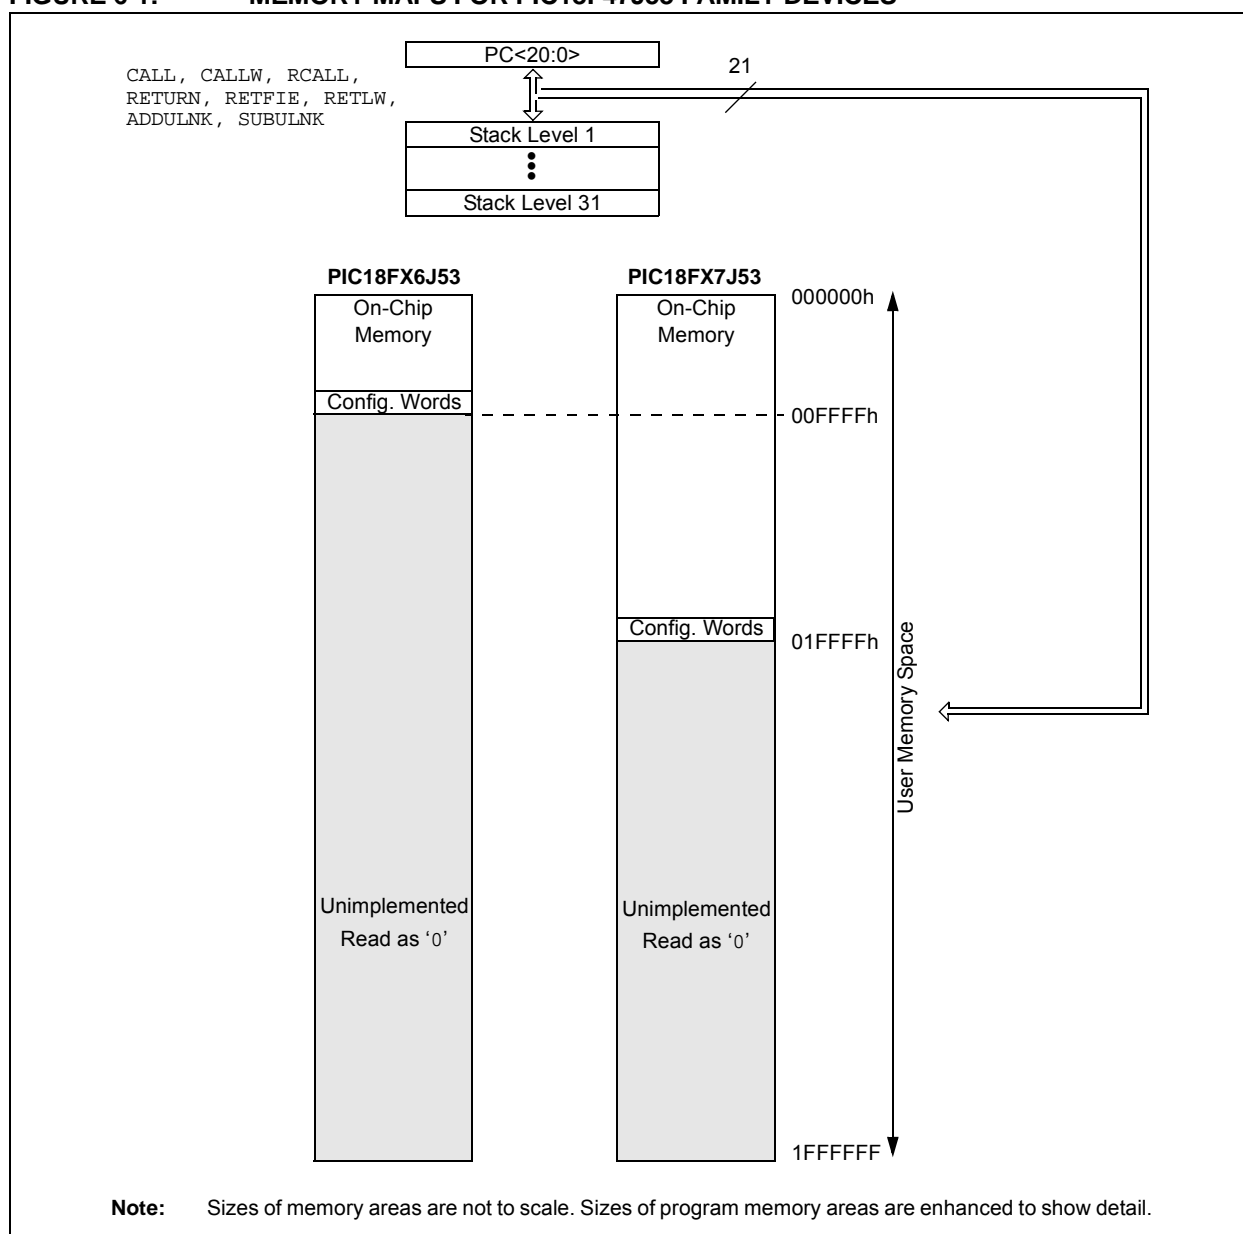 PC<20:0>
21
CALL, CALLW, RCALL,
RETURN, RETFIE, RETLW,
ADDULNK, SUBULNK
Stack Level 1
Stack Level 31
PIC18FX6J53
PIC18FX7J53
On-Chip
Memory
On-Chip
Memory
000000h
Config. Words
00FFFFh
Config. Words
01FFFFh
User Memory Space
Unimplemented
Read as ‘0’
Unimplemented
Read as ‘0’
1FFFFFF
Note: Sizes of memory areas are not to scale. Sizes of program memory areas are enhanced to show detail.